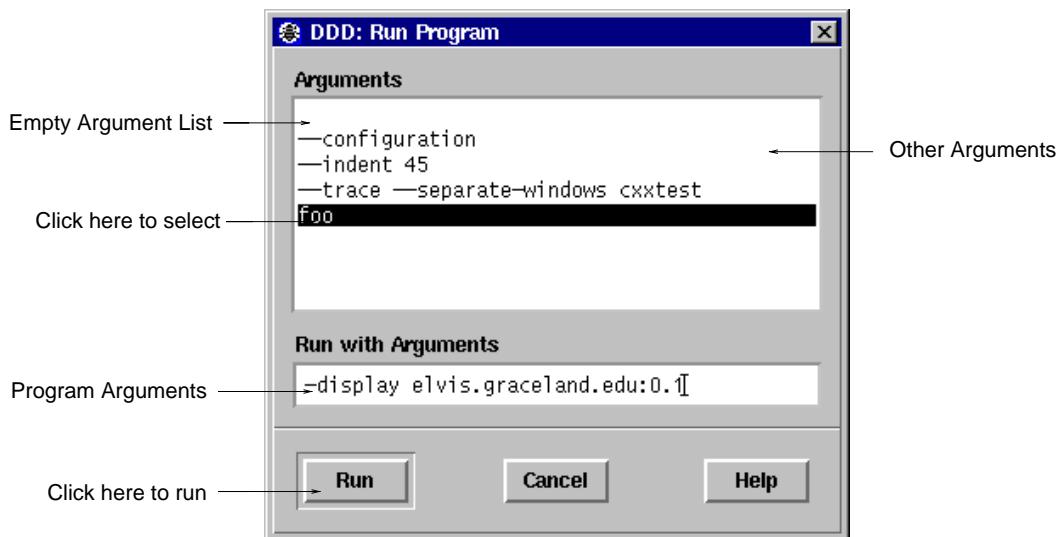 DDD: Run Program
Arguments
Empty Argument List
--configuration
--indent 45
--trace --separate-windows cxxtest
Other Arguments
Click here to select
foo
Run with Arguments
Program Arguments
-display elvis.graceland.edu:0.1
Click here to run
Run
Cancel
Help